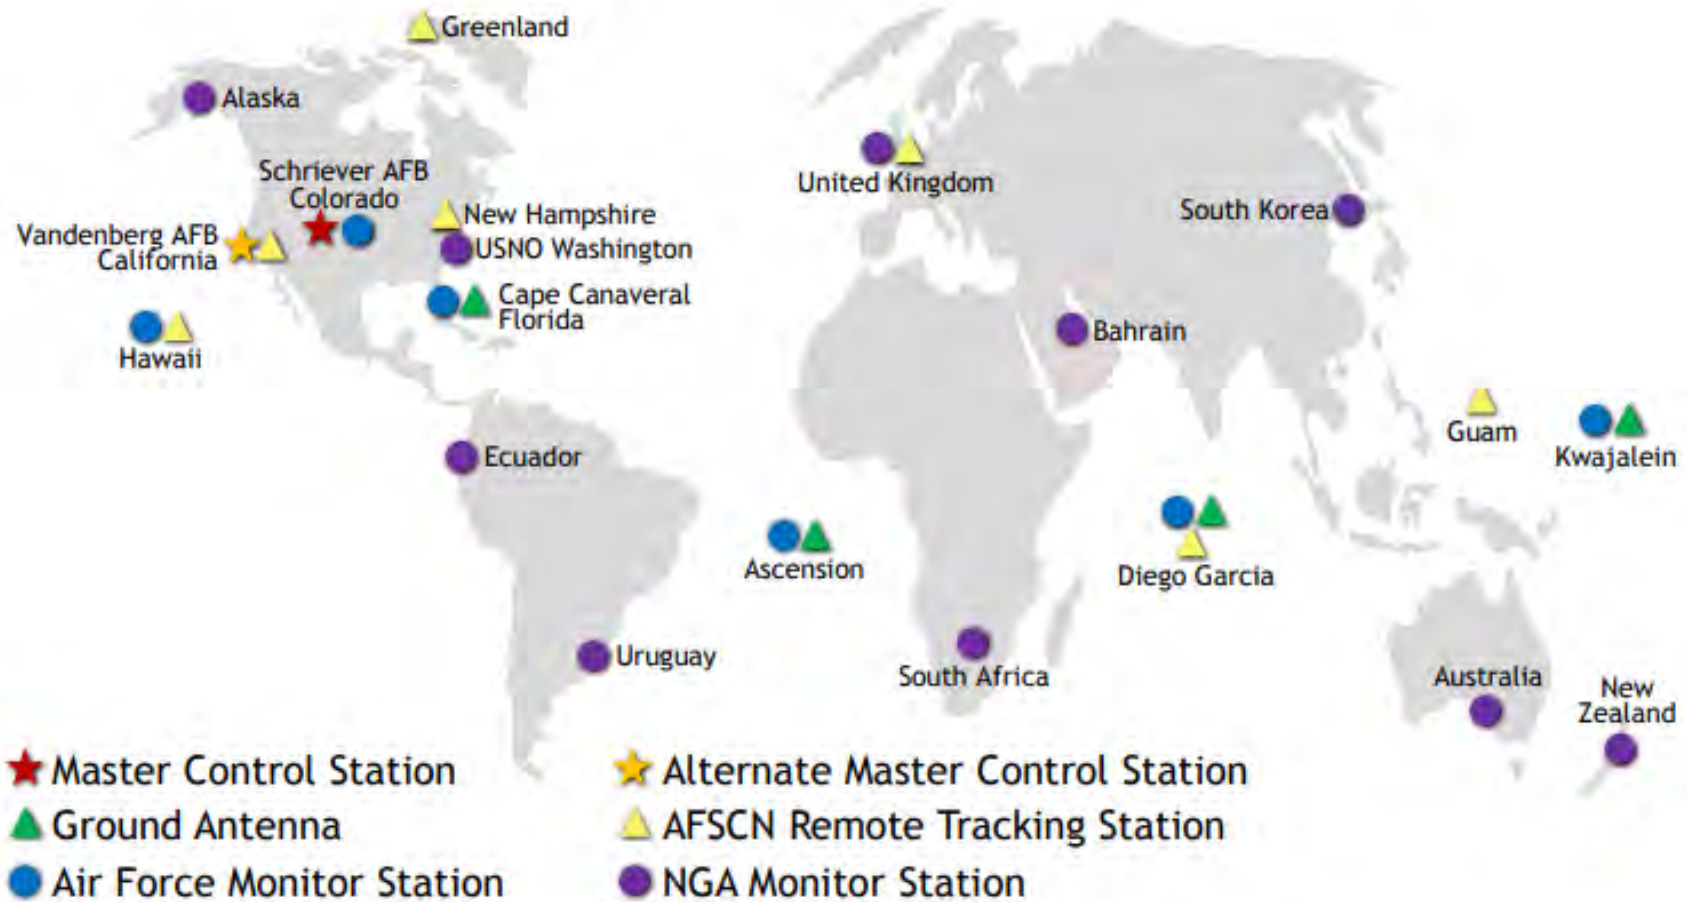 Greenland
Alaska
Schriever AFB
Colorado
Vandenberg AFB
California
New Hampshire
USNO Washington
Cape Canaveral
Florida
Hawaii
United Kingdom
South Korea
Bahrain
Guam
Kwajalein
Ecuador
Ascension
Diego Garcia
Uruguay
South Africa
Australia
New
Zealand
Master Control Station
Alternate Master Control Station
Ground Antenna
AFSCN Remote Tracking Station
Air Force Monitor Station
NGA Monitor Station